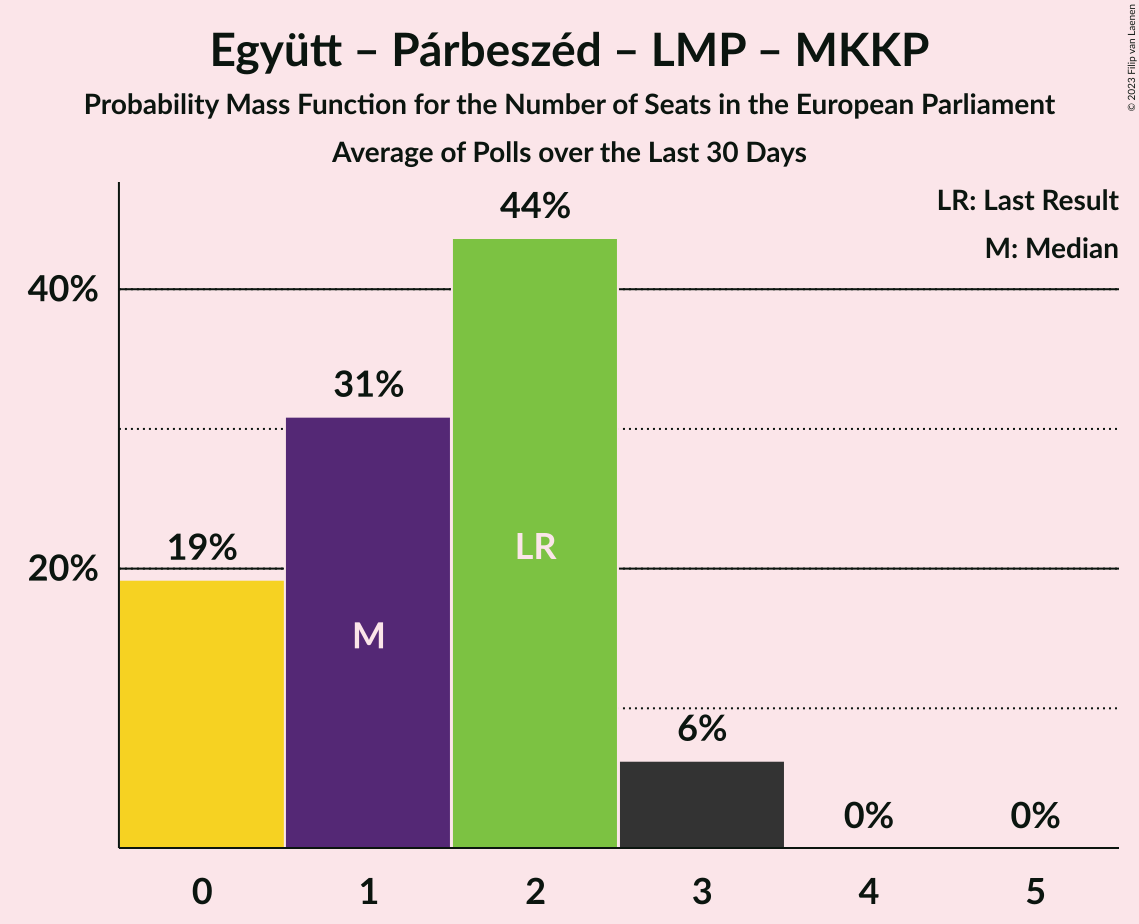 Együtt – Párbeszéd – LMP – MKKP
Probability Mass Function for the Number of Seats in the European Parliament
Average of Polls over the Last 30 Days
© 2023 Filip van Laenen
LR: Last Result
M: Median
44%
40%
31%
19%
LR
20%
M
6%
0%
0%
0 1 2 3 4 5